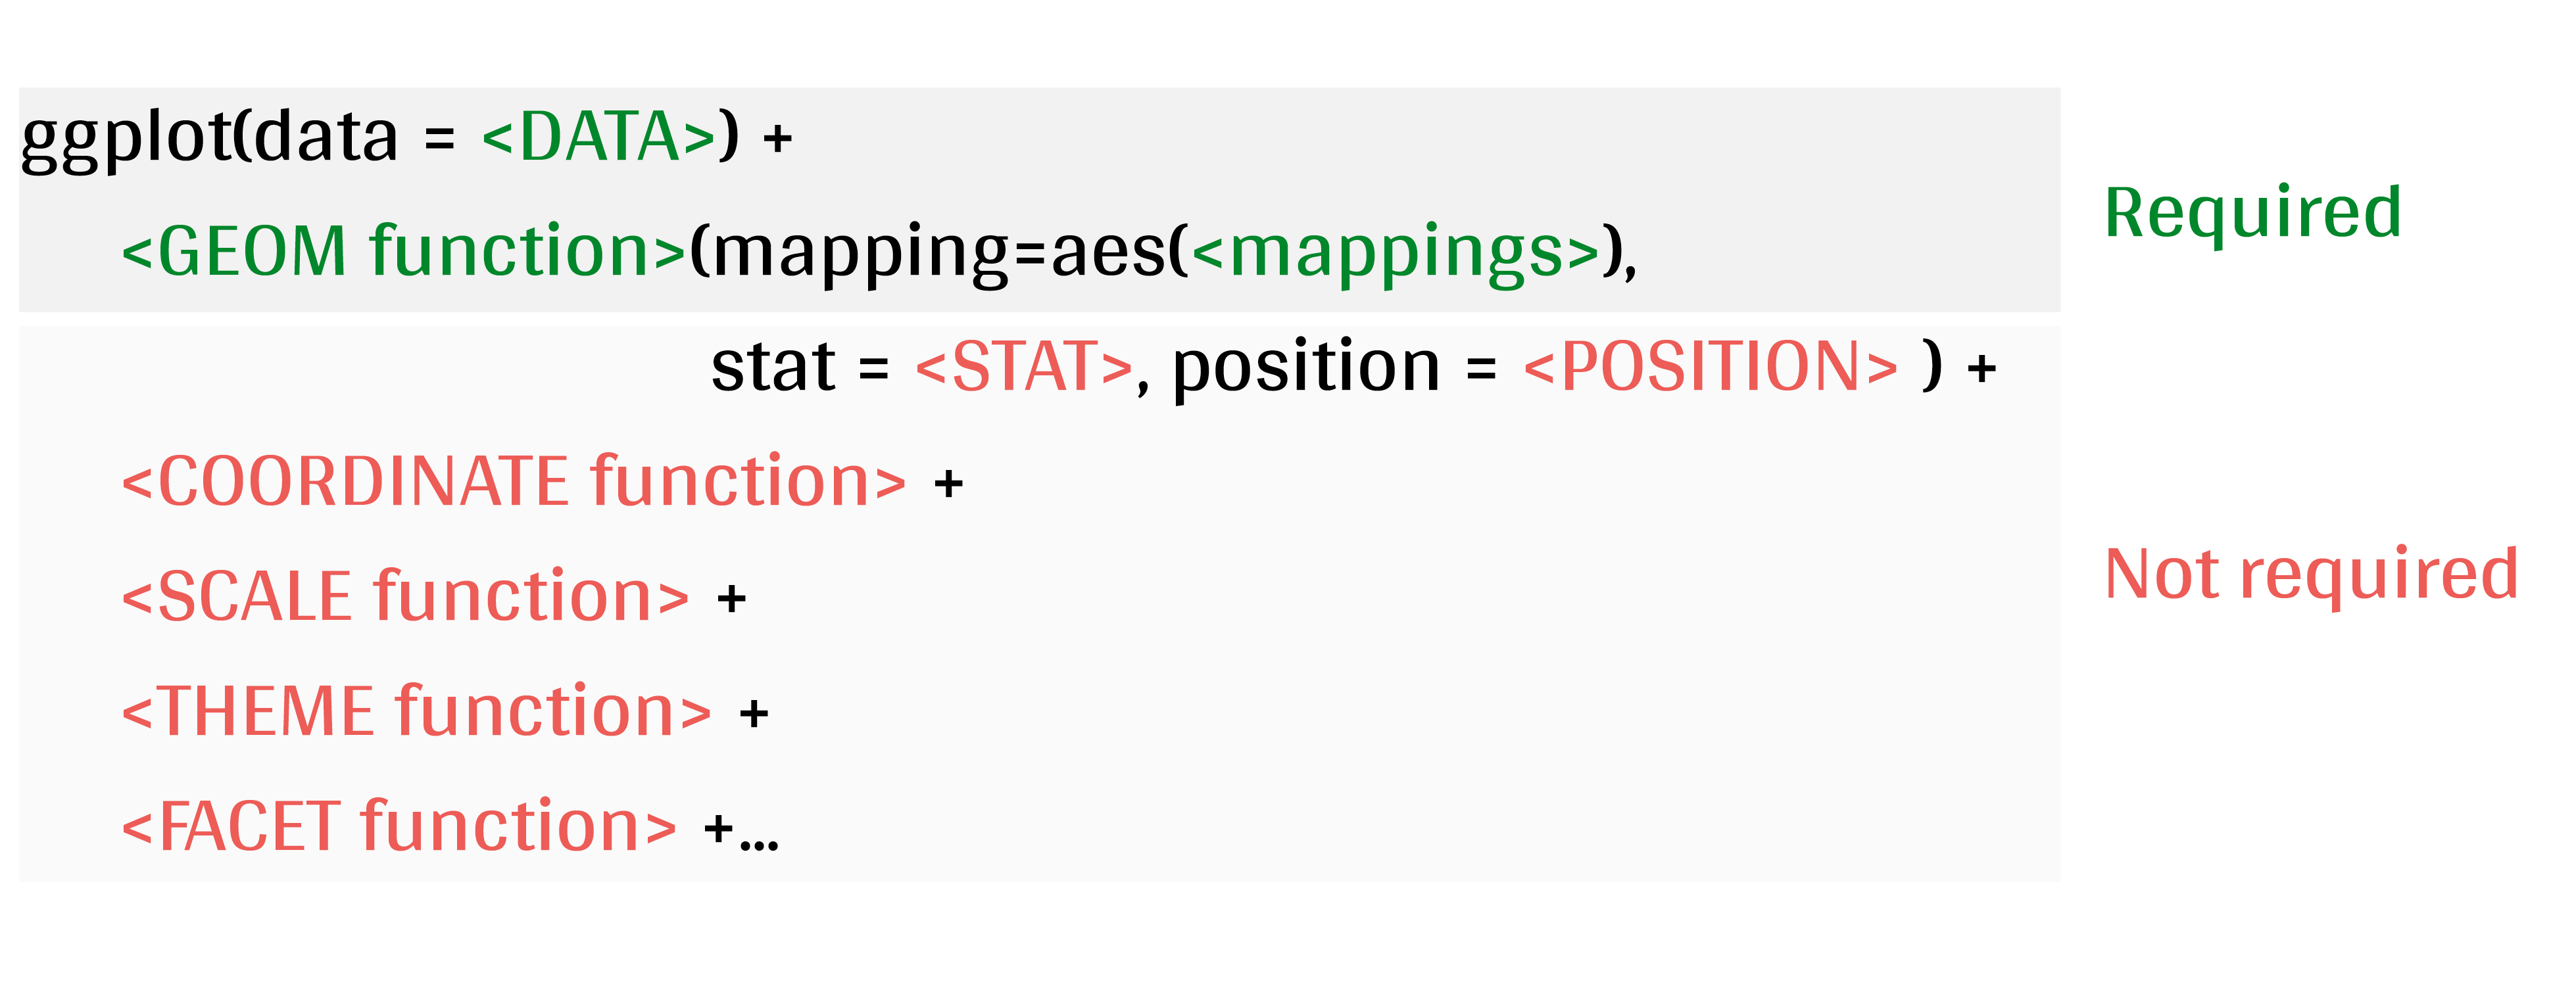 ggplot(data = <DATA>) +
<GEOM function>(mapping=aes(<mappings>),
Required
stat = <STAT>, position = <POSITION> ) +
<COORDINATE function> +
<SCALE function> +
Not required
<THEME function> +
<FACET function> +...